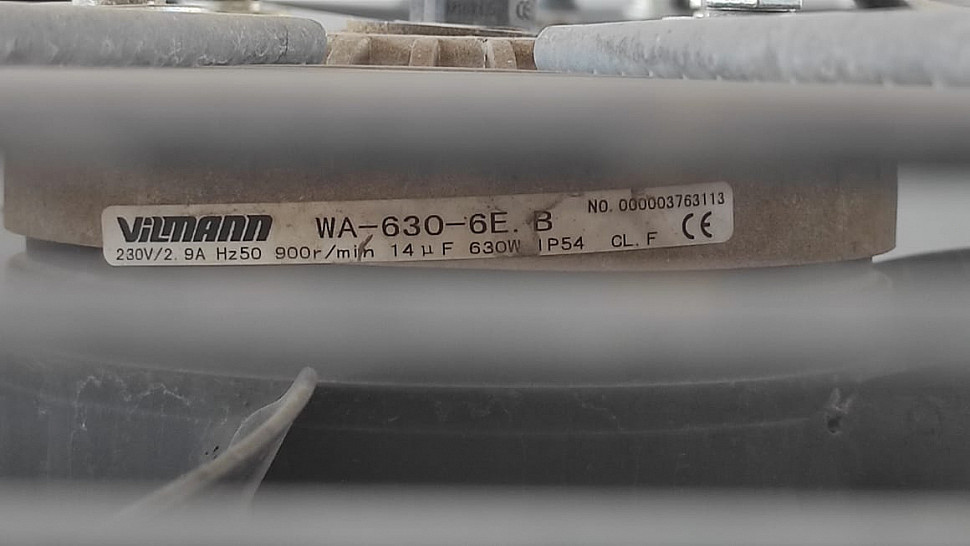 VILMANN WA-630-6E. B NO. 000003763113
230V/2. 9A Hz50 900r/min 14μF 630W IP54 CL. F CE